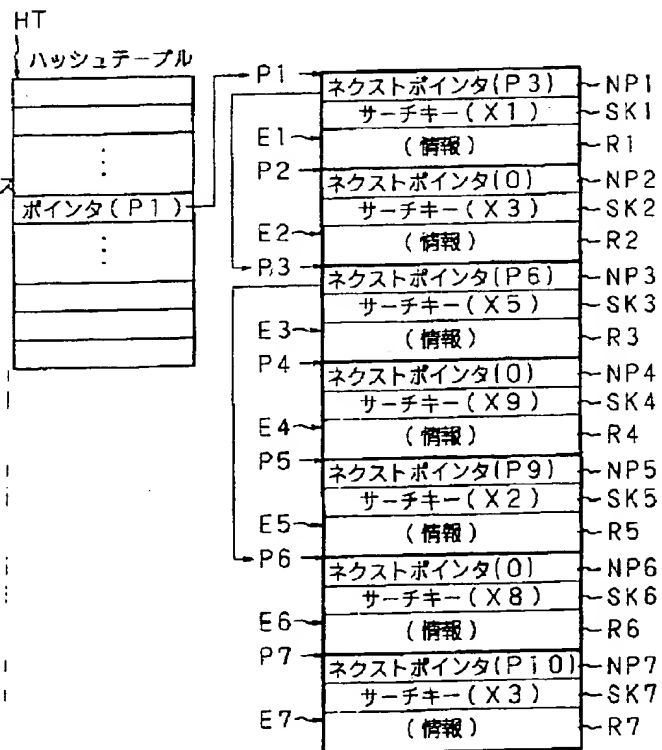 HT
ハッシュテーブル
ス
ポインタ(P1)
P1 ネクストポインタ(P3) NP1
サーチキー(X1) SK1
E1 (情報) R1
P2 ネクストポインタ(0) NP2
サーチキー(X3) SK2
E2 (情報) R2
P3 ネクストポインタ(P6) NP3
サーチキー(X5) SK3
E3 (情報) R3
P4 ネクストポインタ(0) NP4
サーチキー(X9) SK4
E4 (情報) R4
P5 ネクストポインタ(P9) NP5
サーチキー(X2) SK5
E5 (情報) R5
P6 ネクストポインタ(0) NP6
サーチキー(X8) SK6
E6 (情報) R6
P7 ネクストポインタ(P10) NP7
サーチキー(X3) SK7
E7 (情報) R7